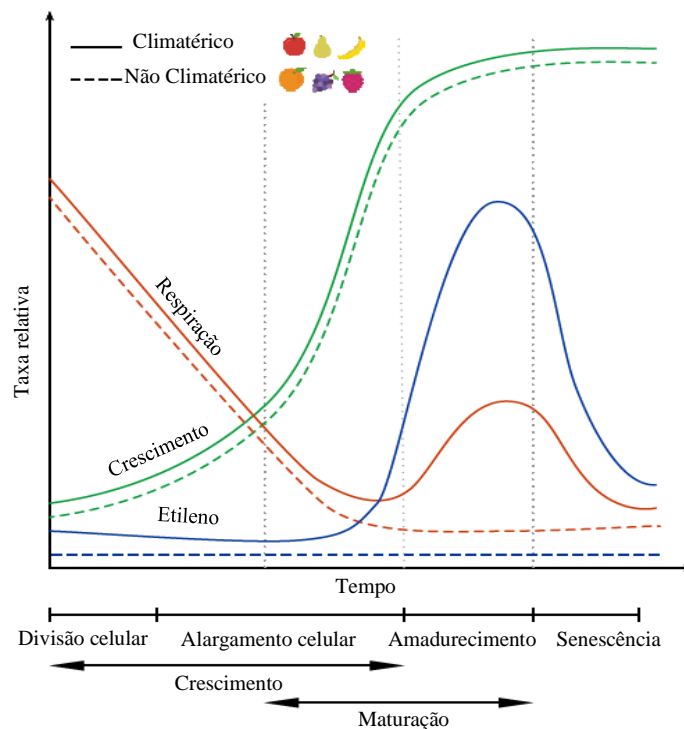 Climatérico
Não Climatérico
Taxa relativa
Respiração
Crescimento
Etileno
Tempo
Divisão celular
Alargamento celular
Amadurecimento
Senescência
Crescimento
Maturação